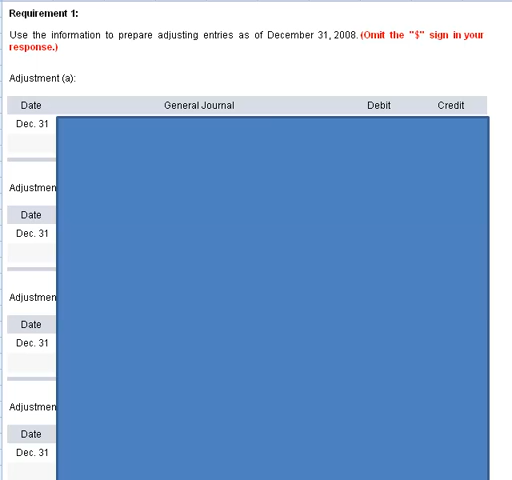 Requirement 1:
Use the information to prepare adjusting entries as of December 31, 2008. (Omit the "$" sign in your
response.)
Adjustment (a):
Date General Journal Debit Credit
Dec. 31
Adjustmen
Date
Dec. 31
Adjustmen
Date
Dec. 31
Adjustmen
Date
Dec. 31